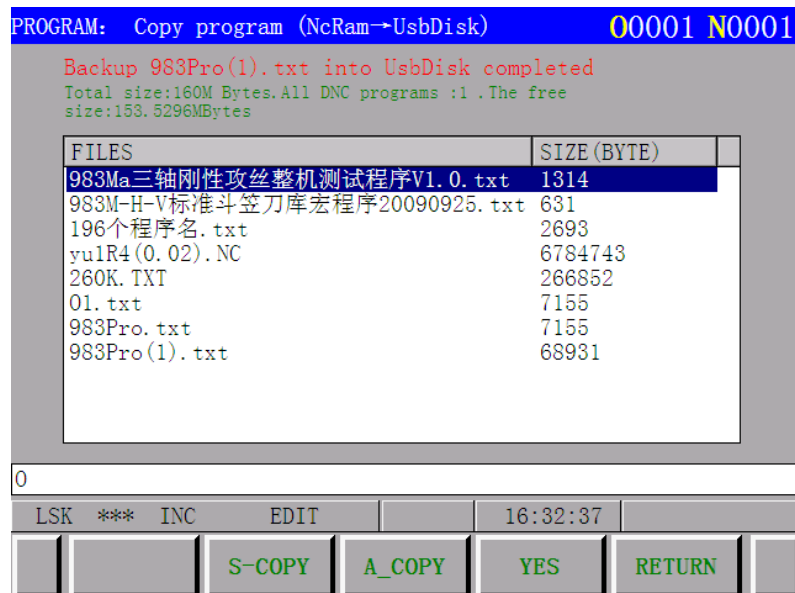 PROGRAM: Copy program (NcRam→UsbDisk) O0001 N0001
Backup 983Pro(1).txt into UsbDisk completed
Total size:160M Bytes.All DNC programs :1 .The free
size:153.5296MBytes
FILES SIZE(BYTE)
983Ma三轴刚性攻丝整机测试程序V1.0.txt 1314
983M-H-V标准斗笠刀库宏程序20090925.txt 631
196个程序名.txt 2693
yulR4(0.02).NC 6784743
260K.TXT 266852
O1.txt 7155
983Pro.txt 7155
983Pro(1).txt 68931
0
LSK *** INC EDIT 16:32:37
S-COPY A_COPY YES RETURN